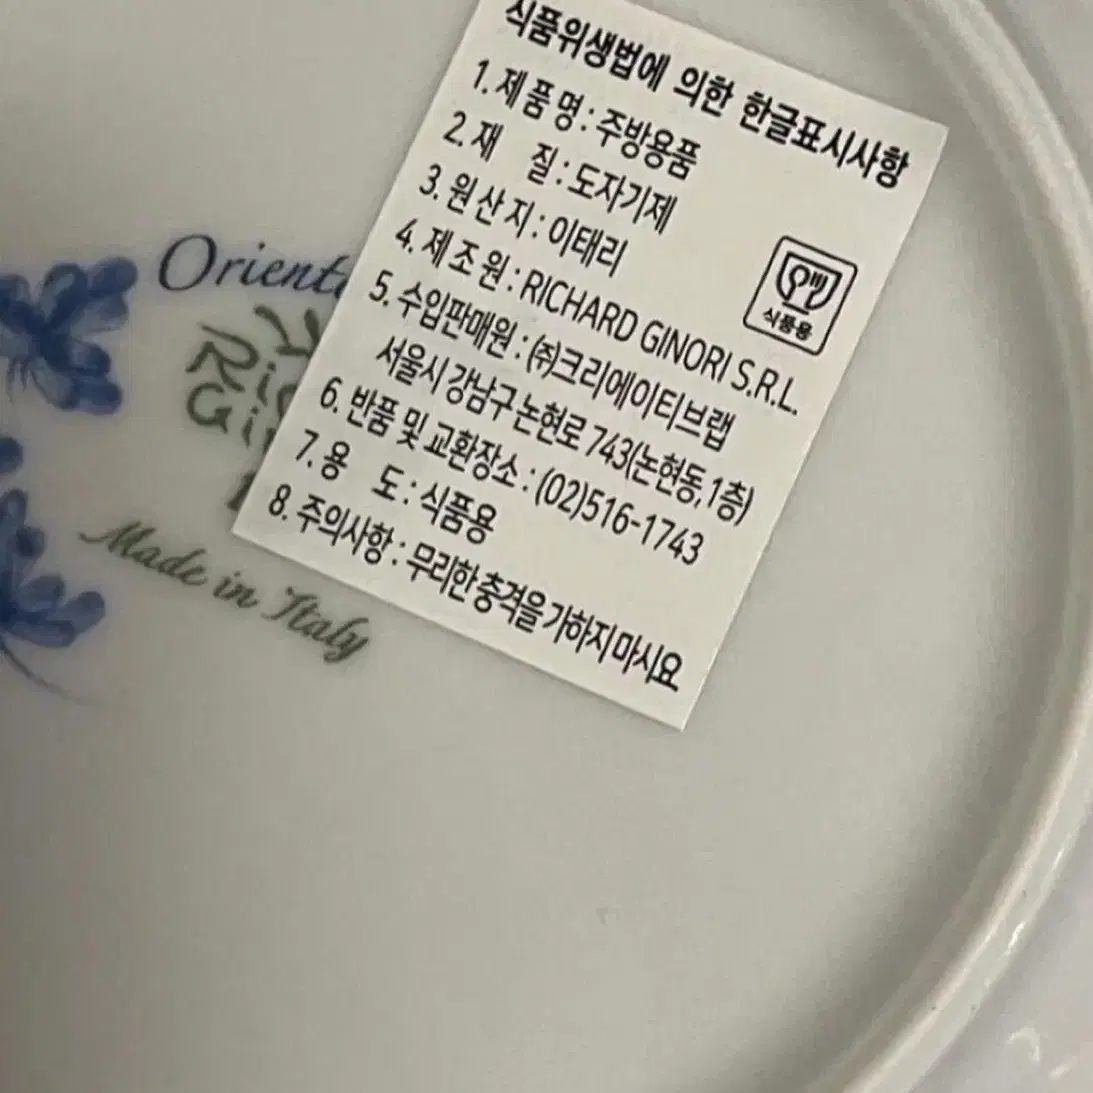 식품위생법에 의한 한글표시사항
1. 제품명 : 주방용품
2. 재 질 : 도자기제
3. 원산지 : 이태리
4. 제조원 : RICHARD GINORI S.R.L.
5. 수입판매원 : ㈜크리에이티브랩
서울시 강남구 논현로 743(논현동, 1층)
6. 반품 및 교환장소 : (02)516-1743
7. 용 도 : 식품용
8. 주의사항 : 무리한 충격을 가하지 마시요
식품용
Made in Italy